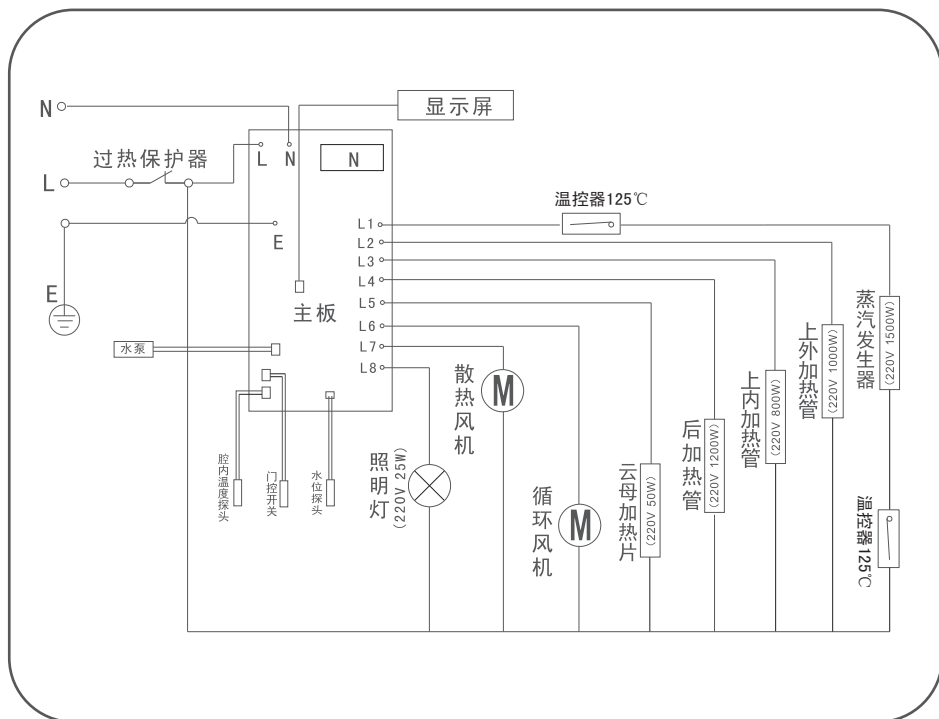 N
显示屏
过热保护器
L
N
N
L
温控器125℃
E
L1
L2
L3
L4
L5
L6
L7
L8
E
主板
水泵
散热风机
M
蒸汽发生器
(220V 1500W)
上外加热管
(220V 1000W)
上内加热管
(220V 800W)
后加热管
(220V 1200W)
云母加热片
(220V 50W)
循环风机
M
照明灯
(220V 25W)
腔内温度探头
门控开关
水位探头
温控器125℃